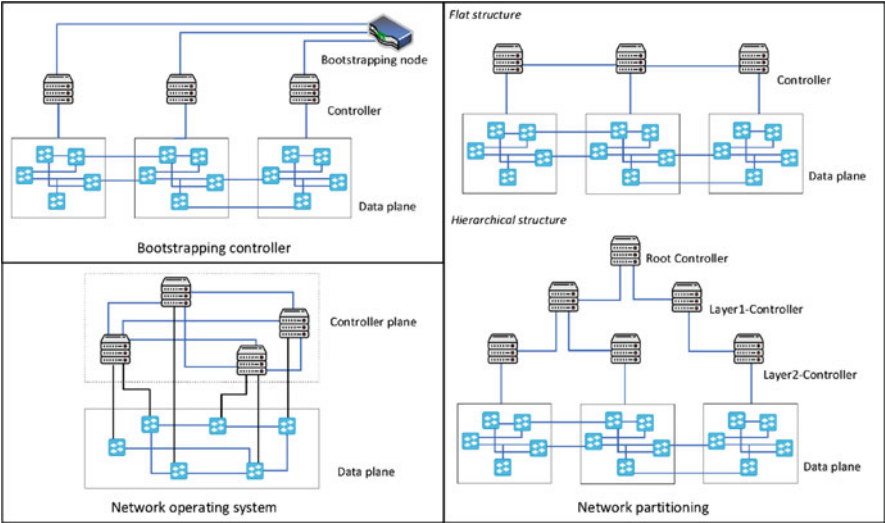 Bootstrapping node
Controller
Data plane
Bootstrapping controller
Controller plane
Data plane
Network operating system
Flat structure
Controller
Data plane
Hierarchical structure
Root Controller
Layer1-Controller
Layer2-Controller
Data plane
Network partitioning